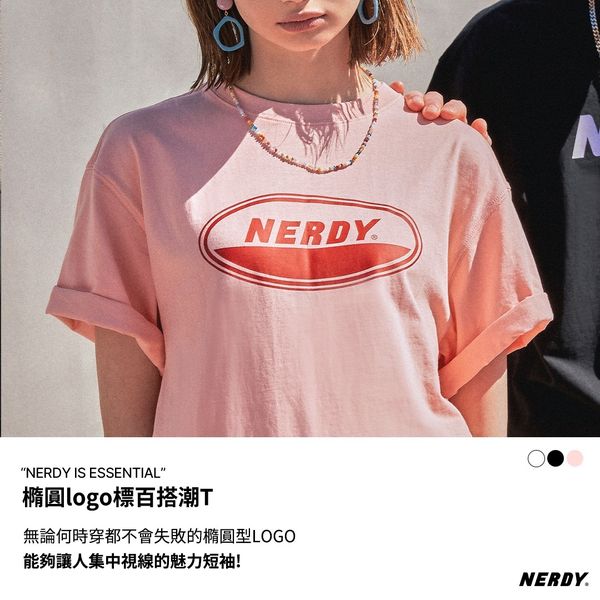 NERDY®
N
"NERDY IS ESSENTIAL"
橢圓logo標百搭潮T
無論何時穿都不會失敗的橢圓型LOGO
能夠讓人集中視線的魅力短袖!
NERDY®